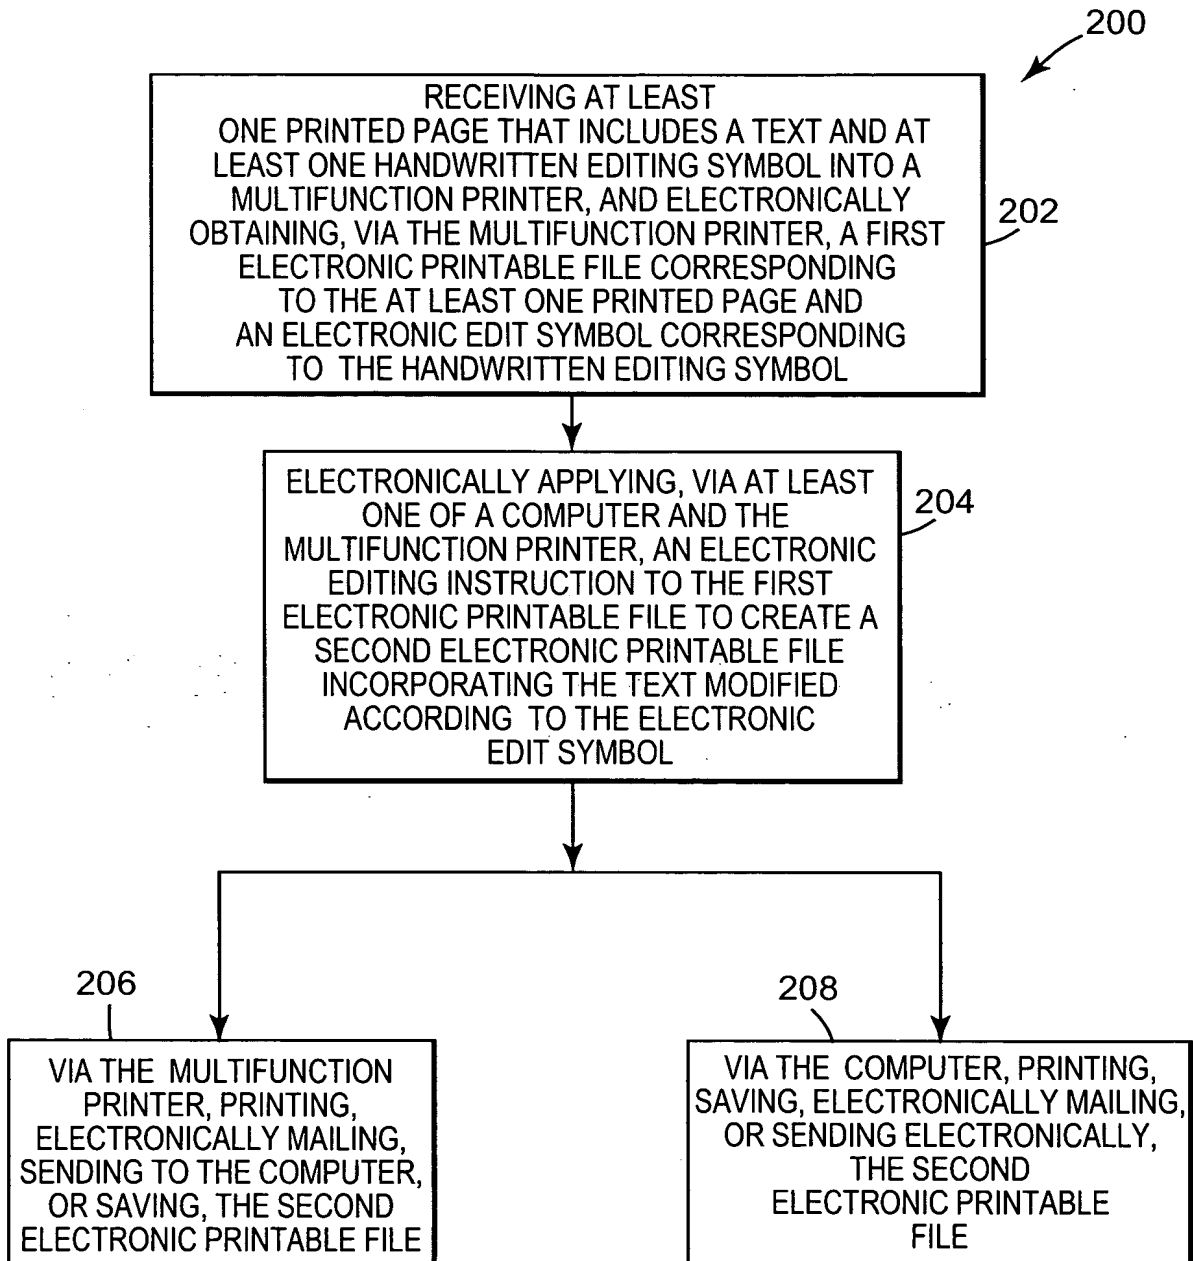 200
RECEIVING AT LEAST
ONE PRINTED PAGE THAT INCLUDES A TEXT AND AT
LEAST ONE HANDWRITTEN EDITING SYMBOL INTO A
MULTIFUNCTION PRINTER, AND ELECTRONICALLY
OBTAINING, VIA THE MULTIFUNCTION PRINTER, A FIRST
ELECTRONIC PRINTABLE FILE CORRESPONDING
TO THE AT LEAST ONE PRINTED PAGE AND
AN ELECTRONIC EDIT SYMBOL CORRESPONDING
TO THE HANDWRITTEN EDITING SYMBOL
202
ELECTRONICALLY APPLYING, VIA AT LEAST
ONE OF A COMPUTER AND THE
MULTIFUNCTION PRINTER, AN ELECTRONIC
EDITING INSTRUCTION TO THE FIRST
ELECTRONIC PRINTABLE FILE TO CREATE A
SECOND ELECTRONIC PRINTABLE FILE
INCORPORATING THE TEXT MODIFIED
ACCORDING TO THE ELECTRONIC
EDIT SYMBOL
204
206
VIA THE MULTIFUNCTION
PRINTER, PRINTING,
ELECTRONICALLY MAILING,
SENDING TO THE COMPUTER,
OR SAVING, THE SECOND
ELECTRONIC PRINTABLE FILE
208
VIA THE COMPUTER, PRINTING,
SAVING, ELECTRONICALLY MAILING,
OR SENDING ELECTRONICALLY,
THE SECOND
ELECTRONIC PRINTABLE
FILE